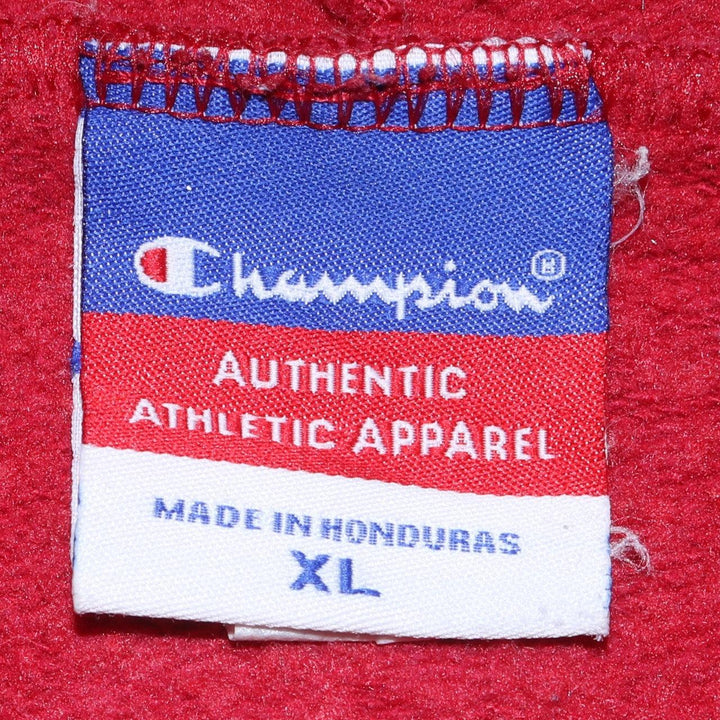 Champion®
AUTHENTIC
ATHLETIC APPAREL
MADE IN HONDURAS
XL